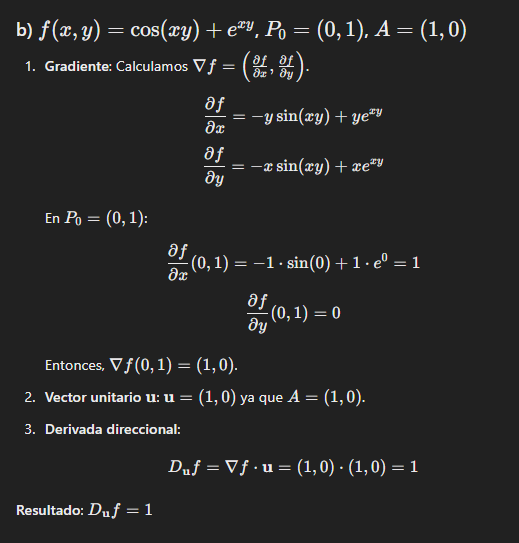 b) f(x, y) = cos(xy) + e^{xy}, P₀ = (0, 1), A = (1, 0)
1. Gradiente: Calculamos ∇f = (∂f/∂x, ∂f/∂y).
∂f/∂x = −y sin(xy) + ye^{xy}
∂f/∂y = −x sin(xy) + xe^{xy}
En P₀ = (0, 1):
∂f/∂x (0, 1) = −1 · sin(0) + 1 · e⁰ = 1
∂f/∂y (0, 1) = 0
Entonces, ∇f(0, 1) = (1, 0).
2. Vector unitario u: u = (1, 0) ya que A = (1, 0).
3. Derivada direccional:
D_u f = ∇f · u = (1, 0) · (1, 0) = 1
Resultado: D_u f = 1